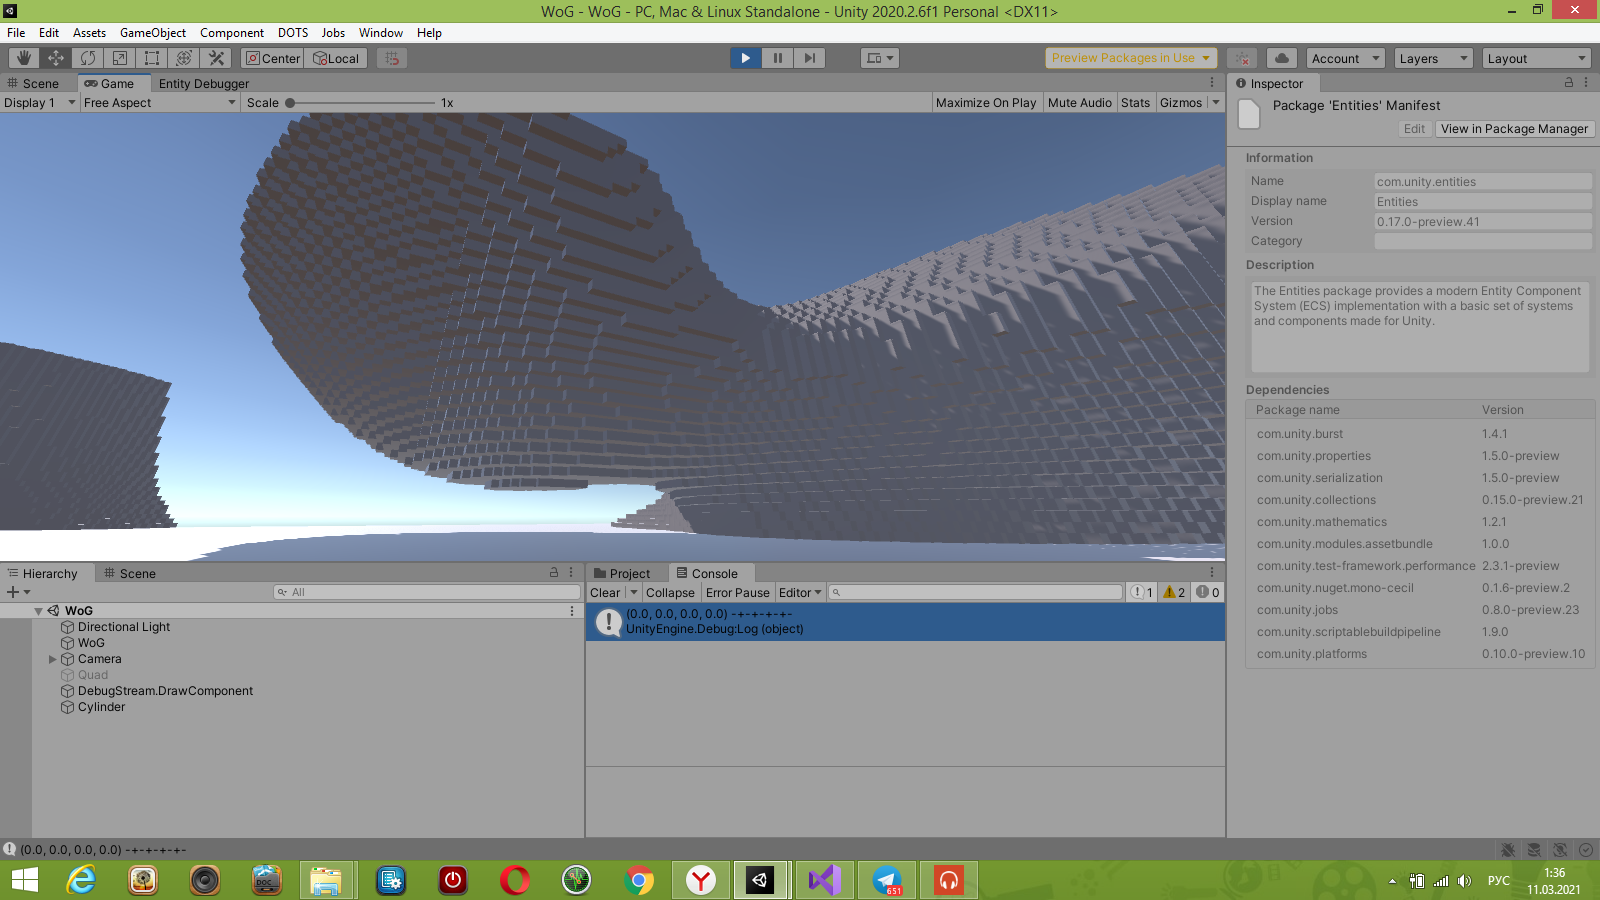 WoG - WoG - PC, Mac & Linux Standalone - Unity 2020.2.6f1 Personal <DX11>
File Edit Assets GameObject Component DOTS Jobs Window Help
Center Local Preview Packages in Use Account Layers Layout
Scene Game Entity Debugger
Display 1 Free Aspect Scale 1x Maximize On Play Mute Audio Stats Gizmos
Inspector
Package 'Entities' Manifest
Edit View in Package Manager
Information
Name com.unity.entities
Display name Entities
Version 0.17.0-preview.41
Category
Description
The Entities package provides a modern Entity Component
System (ECS) implementation with a basic set of systems
and components made for Unity.
Dependencies
Package name Version
com.unity.burst 1.4.1
com.unity.properties 1.5.0-preview
com.unity.serialization 1.5.0-preview
com.unity.collections 0.15.0-preview.21
com.unity.mathematics 1.2.1
com.unity.modules.assetbundle 1.0.0
com.unity.test-framework.performance 2.3.1-preview
com.unity.nuget.mono-cecil 0.1.6-preview.2
com.unity.jobs 0.8.0-preview.23
com.unity.scriptablebuildpipeline 1.9.0
com.unity.platforms 0.10.0-preview.10
Hierarchy Scene
All
WoG
Directional Light
WoG
Camera
Quad
DebugStream.DrawComponent
Cylinder
Project Console
Clear Collapse Error Pause Editor 1 2 0
(0.0, 0.0, 0.0, 0.0) -+-+-+-+-
UnityEngine.Debug:Log (object)
(0.0, 0.0, 0.0, 0.0) -+-+-+-+-
DOC
651
РУС
1:36
11.03.2021